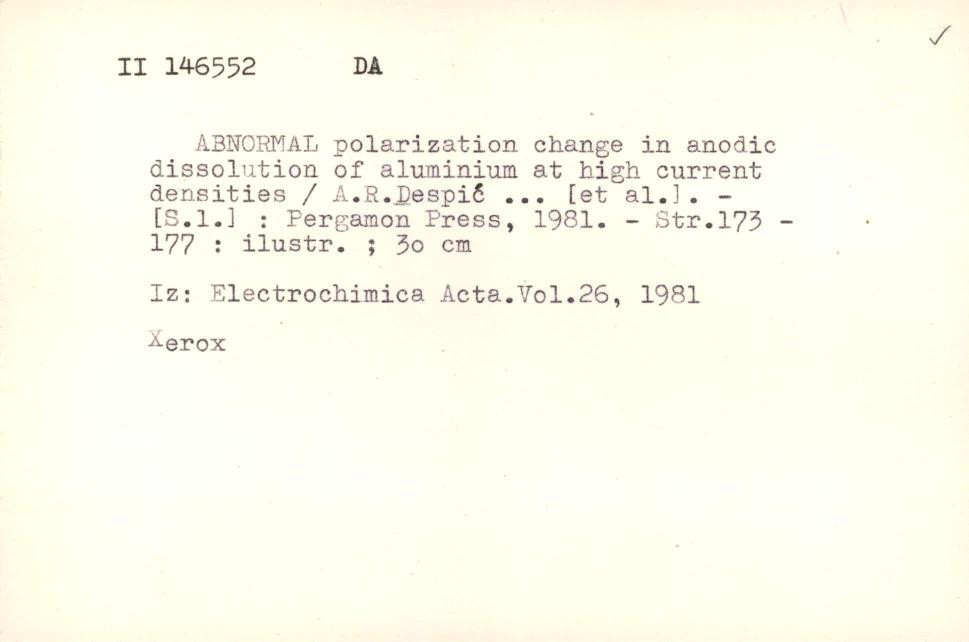 II 146552 DA
ABNORMAL polarization change in anodic
dissolution of aluminium at high current
densities / A.R.Despić ... [et al.]. -
[S.l.] : Pergamon Press, 1981. - Str.173 -
177 : ilustr. ; 3o cm
Iz: Electrochimica Acta.Vol.26, 1981
Xerox